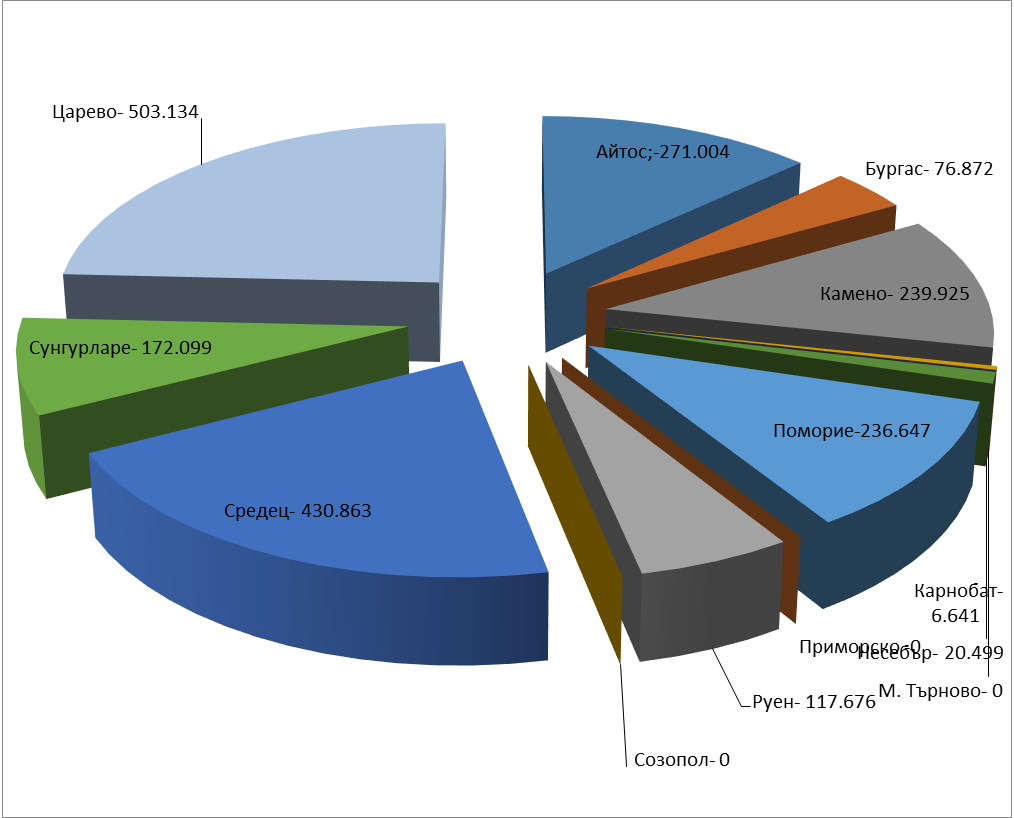 Царево- 503.134
Айтос;-271.004
Бургас- 76.872
Камено- 239.925
Сунгурларе- 172.099
Поморие-236.647
Средец- 430.863
Карнобат-
6.641
Приморско-0
Несебър- 20.499
М. Търново- 0
Руен- 117.676
Созопол- 0